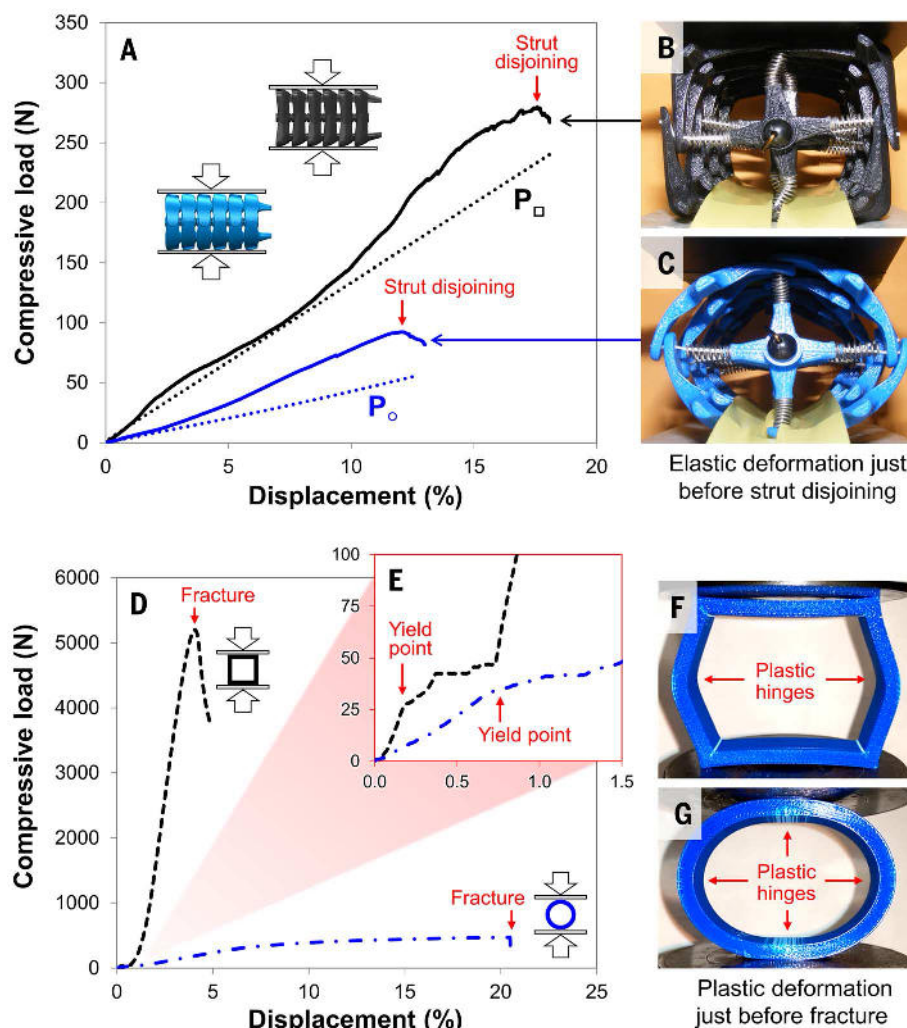 A
350
300
250
200
150
100
50
0
Compressive load (N)
0
5
10
15
20
Displacement (%)
Strut
disjoining
P□
Strut disjoining
P○
B
C
Elastic deformation just
before strut disjoining
D
6000
5000
4000
3000
2000
1000
0
Compressive load (N)
0
5
10
15
20
25
Displacement (%)
Fracture
Fracture
E
100
75
50
25
0
0.0
0.5
1.0
1.5
Yield
point
Yield point
F
Plastic
hinges
G
Plastic
hinges
Plastic deformation
just before fracture